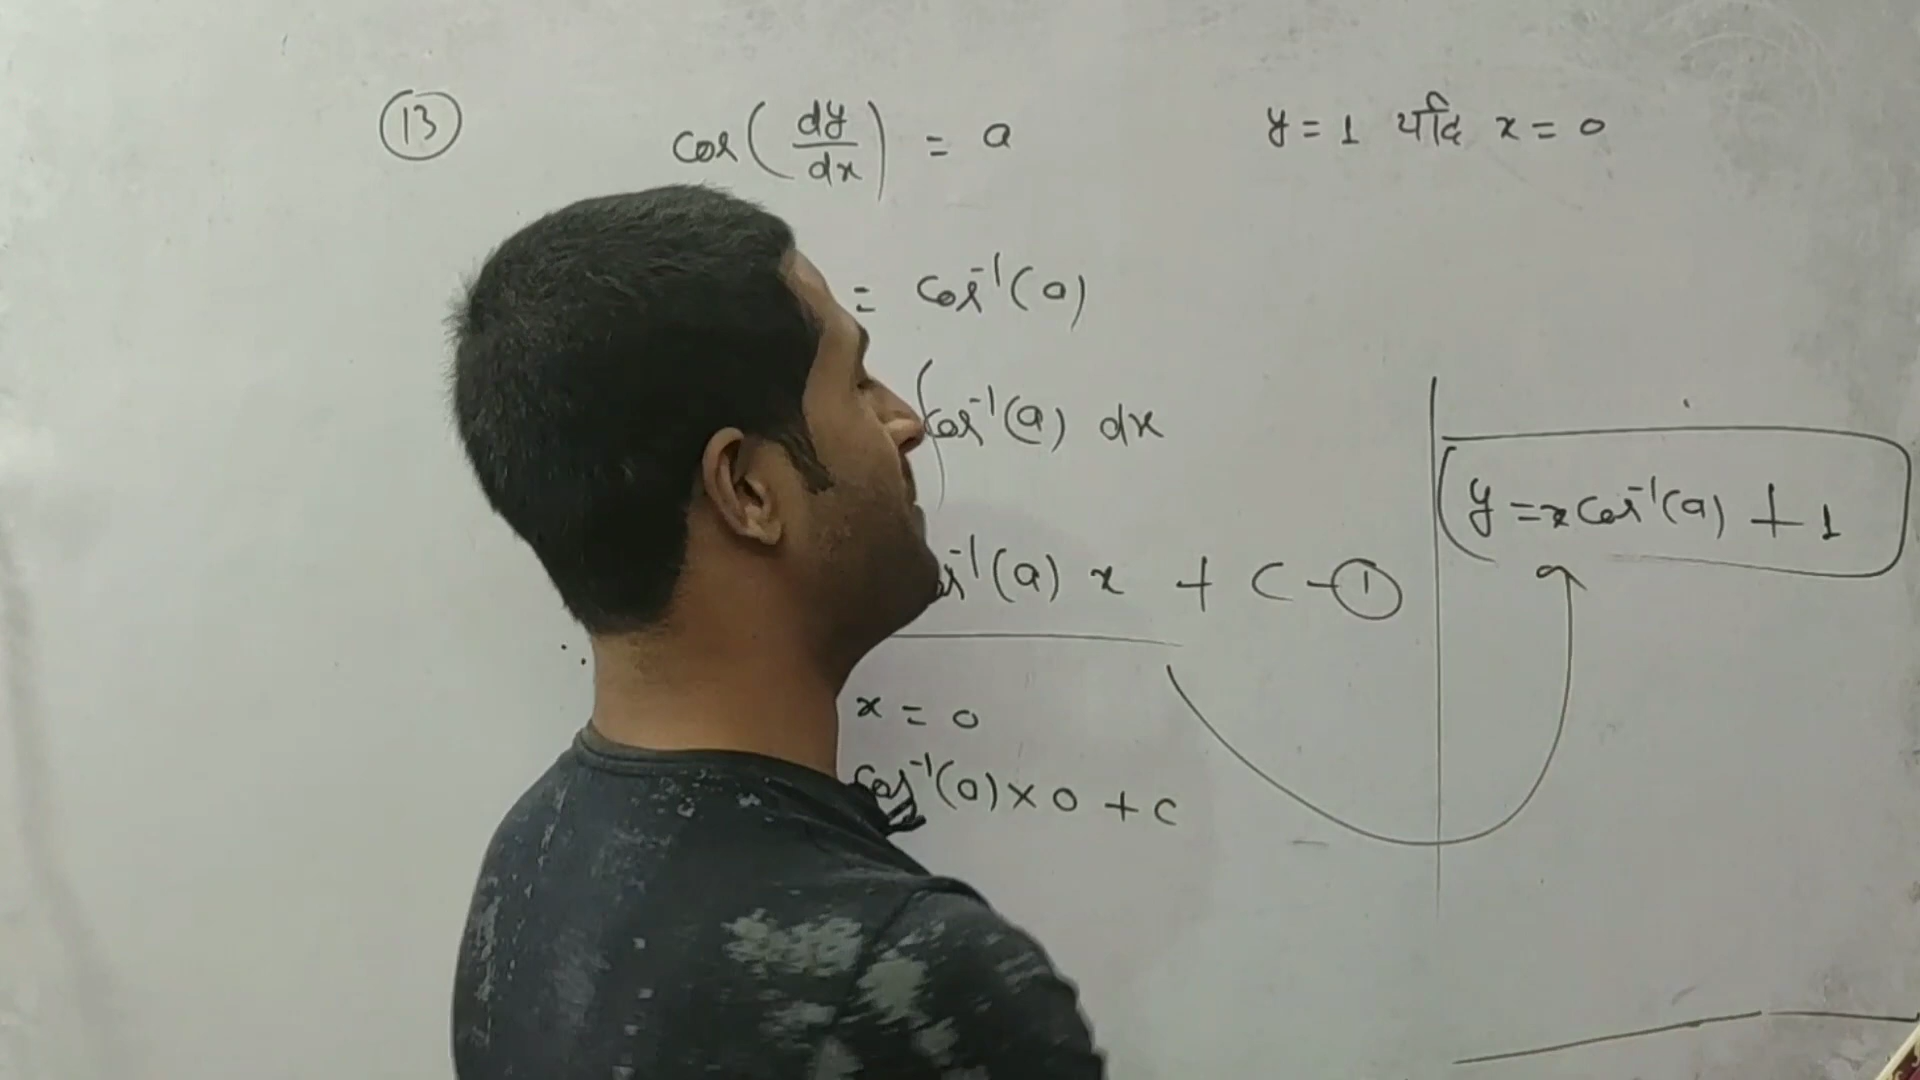 (13) cos(dy/dx) = a y = 1 यदि x = 0
= cos⁻¹(a)
∫cos⁻¹(a) dx
cos⁻¹(a) x + c - (1)
∴ x = 0
cos⁻¹(a) × 0 + c
y = x cos⁻¹(a) + 1